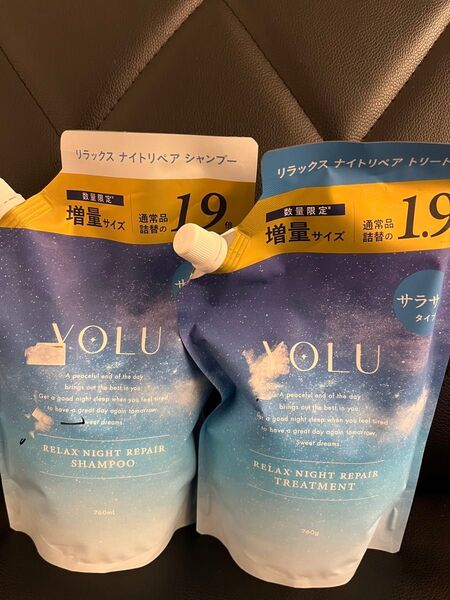 リラックス ナイトリペア シャンプー
数量限定*
増量サイズ
通常品
詰替の
1.9倍
YOLU
A peaceful end of the day
brings out the best in you.
Get a good night sleep when you feel tired
to have a great day again tomorrow.
Sweet dreams.
RELAX NIGHT REPAIR
SHAMPOO
760ml
リラックス ナイトリペア トリート
数量限定*
増量サイズ
通常品
詰替の
1.9
サラサ
タイプ
YOLU
A peaceful end of the day
brings out the best in you.
Get a good night sleep when you feel tired
to have a great day again tomorrow.
Sweet dreams.
RELAX NIGHT REPAIR
TREATMENT
760g